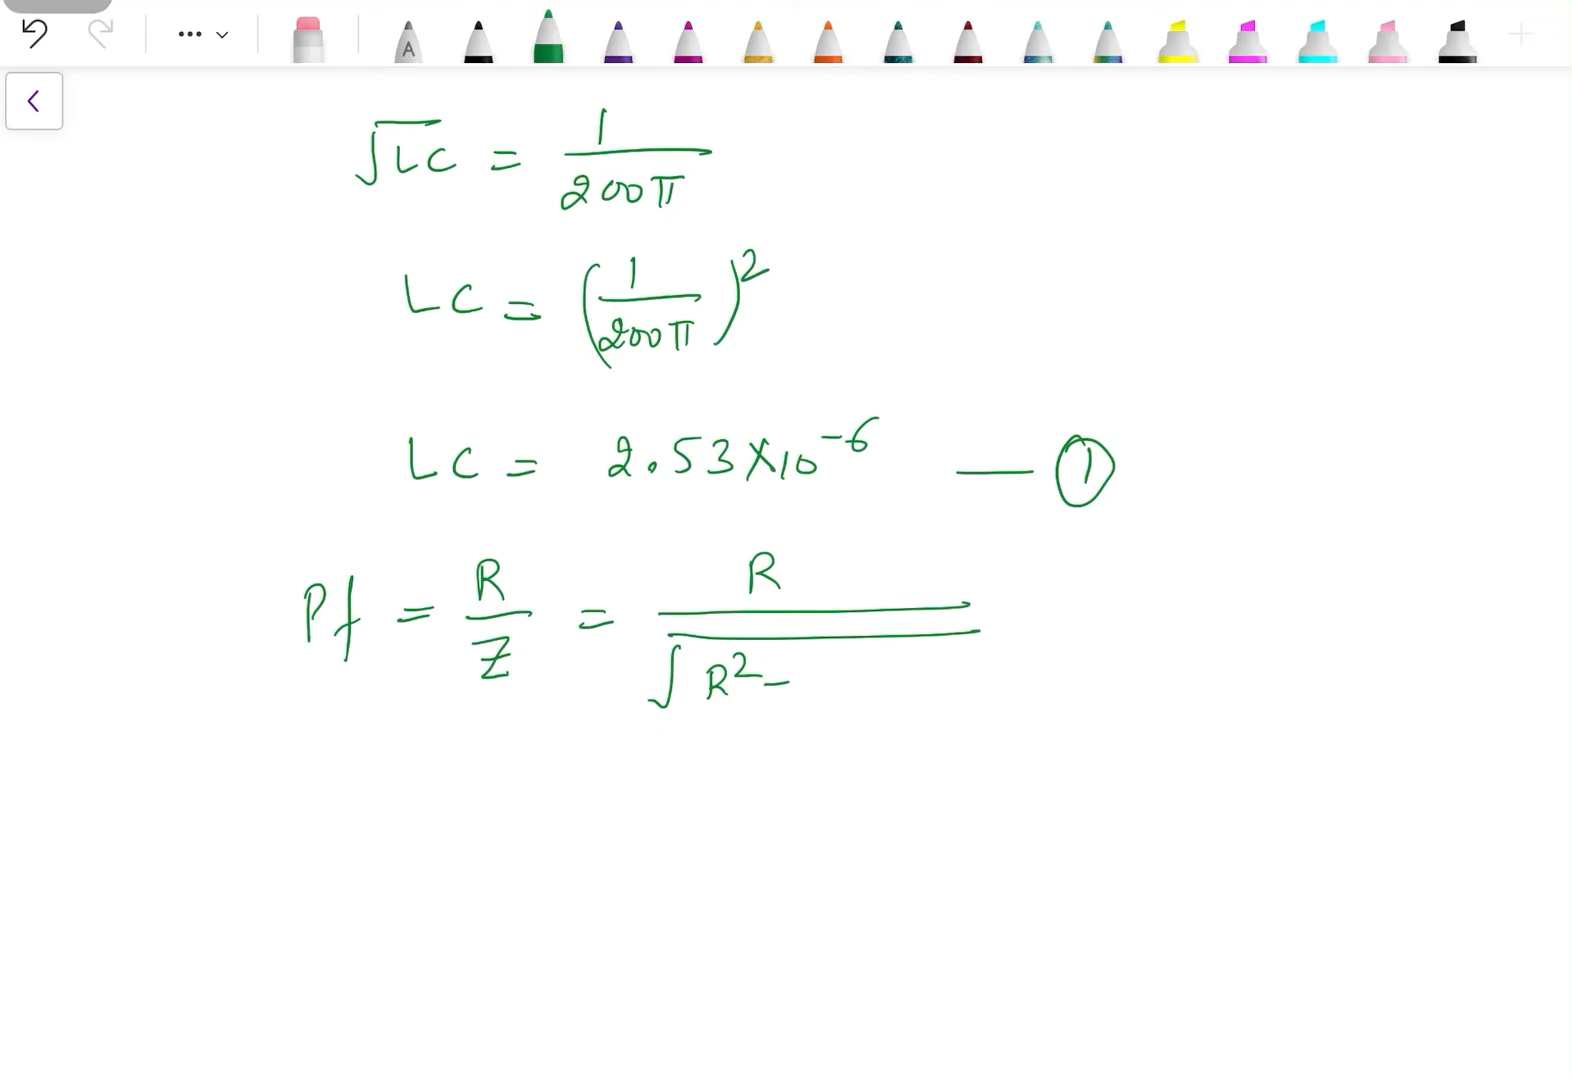 √LC = 1/200π
LC = (1/200π)²
LC = 2.53×10⁻⁶ — ①
Pf = R/Z = R/√R²-